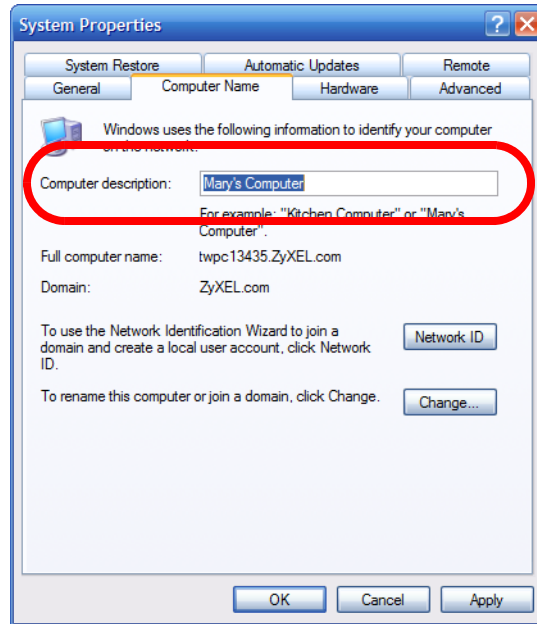 System Properties
System Restore Automatic Updates Remote
General Computer Name Hardware Advanced
Windows uses the following information to identify your computer
on the network.
Computer description: Mary's Computer
For example: "Kitchen Computer" or "Mary's
Computer".
Full computer name: twpc13435.ZyXEL.com
Domain: ZyXEL.com
To use the Network Identification Wizard to join a
domain and create a local user account, click Network
ID.
Network ID
To rename this computer or join a domain, click Change.
Change...
OK Cancel Apply